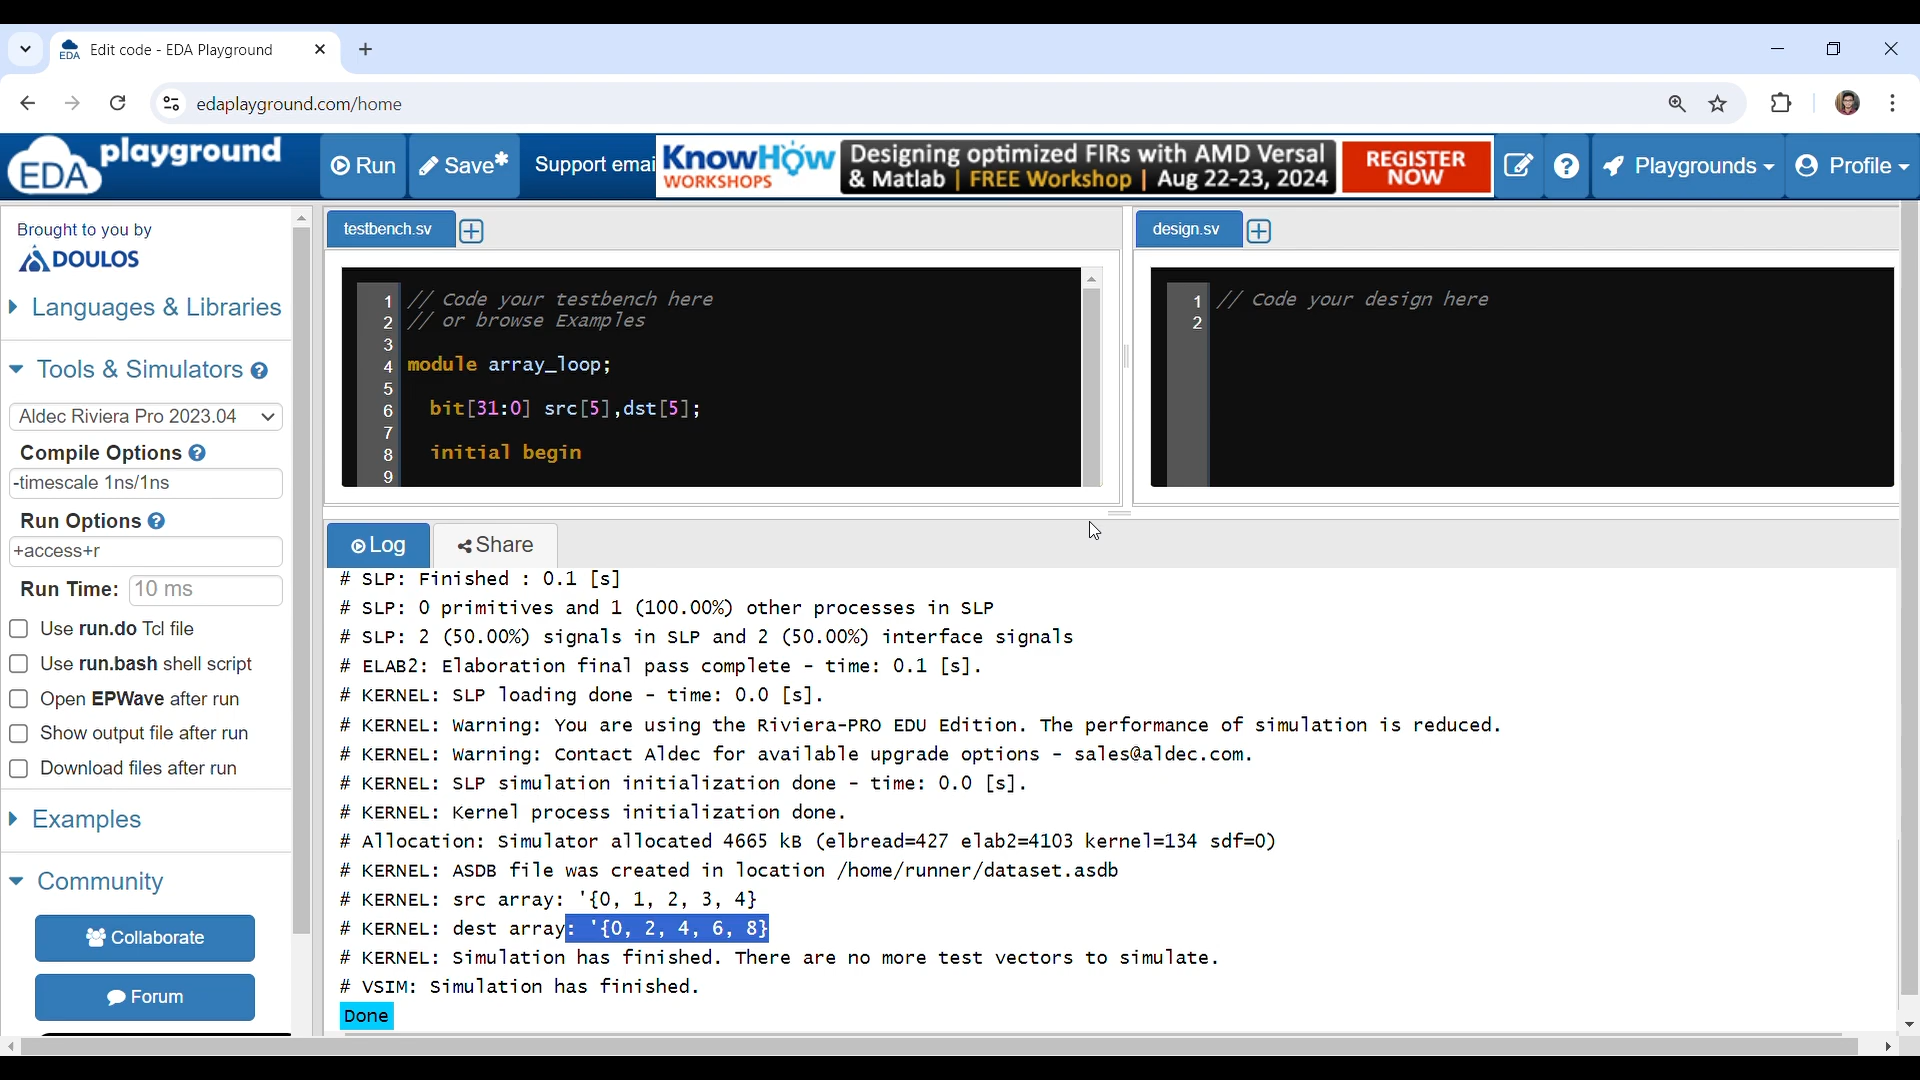 Edit code - EDA Playground
edaplayground.com/home
EDA playground
Run
Save*
Support emai
KnowHow WORKSHOPS
Designing optimized FIRs with AMD Versal
& Matlab | FREE Workshop | Aug 22-23, 2024
REGISTER NOW
Playgrounds
Profile
Brought to you by
DOULOS
Languages & Libraries
Tools & Simulators
Aldec Riviera Pro 2023.04
Compile Options
-timescale 1ns/1ns
Run Options
+access+r
Run Time: 10 ms
Use run.do Tcl file
Use run.bash shell script
Open EPWave after run
Show output file after run
Download files after run
Examples
Community
Collaborate
Forum
testbench.sv
1 // Code your testbench here
2 // or browse Examples
3
4 module array_loop;
5
6 bit[31:0] src[5],dst[5];
7
8 initial begin
9
design.sv
1 // Code your design here
2
Log
Share
# SLP: Finished : 0.1 [s]
# SLP: 0 primitives and 1 (100.00%) other processes in SLP
# SLP: 2 (50.00%) signals in SLP and 2 (50.00%) interface signals
# ELAB2: Elaboration final pass complete - time: 0.1 [s].
# KERNEL: SLP loading done - time: 0.0 [s].
# KERNEL: Warning: You are using the Riviera-PRO EDU Edition. The performance of simulation is reduced.
# KERNEL: Warning: Contact Aldec for available upgrade options - sales@aldec.com.
# KERNEL: SLP simulation initialization done - time: 0.0 [s].
# KERNEL: Kernel process initialization done.
# Allocation: Simulator allocated 4665 kB (elbread=427 elab2=4103 kernel=134 sdf=0)
# KERNEL: ASDB file was created in location /home/runner/dataset.asdb
# KERNEL: src array: '{0, 1, 2, 3, 4}
# KERNEL: dest array: '{0, 2, 4, 6, 8}
# KERNEL: Simulation has finished. There are no more test vectors to simulate.
# VSIM: Simulation has finished.
Done